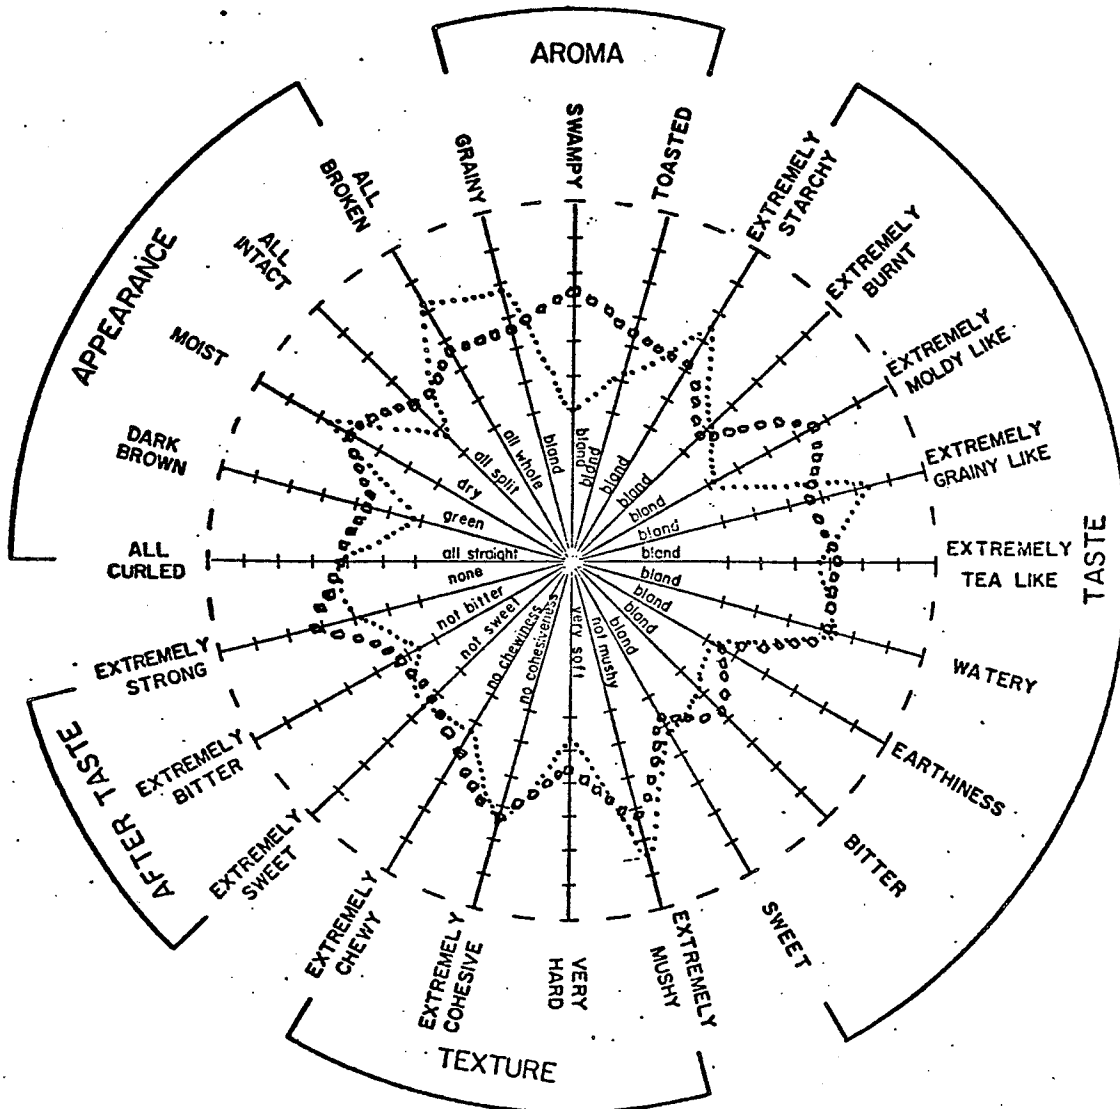 AROMA
SWAMPY
TOASTED
EXTREMELY
STARCHY
EXTREMELY
BURNT
EXTREMELY
MOLDY LIKE
EXTREMELY
GRAINY LIKE
EXTREMELY
TEA LIKE
TASTE
WATERY
EARTHINESS
BITTER
SWEET
EXTREMELY
MUSHY
VERY
HARD
EXTREMELY
COHESIVE
EXTREMELY
CHEWY
TEXTURE
EXTREMELY
SWEET
EXTREMELY
BITTER
AFTER TASTE
EXTREMELY
STRONG
ALL
CURLED
DARK
BROWN
MOIST
ALL
INTACT
ALL
BROKEN
APPEARANCE
GRAINY
bland
bland
bland
bland
bland
bland
bland
bland
bland
bland
bland
not mushy
very soft
no cohesiveness
no chewiness
not sweet
not bitter
none
all straight
green
dry
all split
all whole
bland